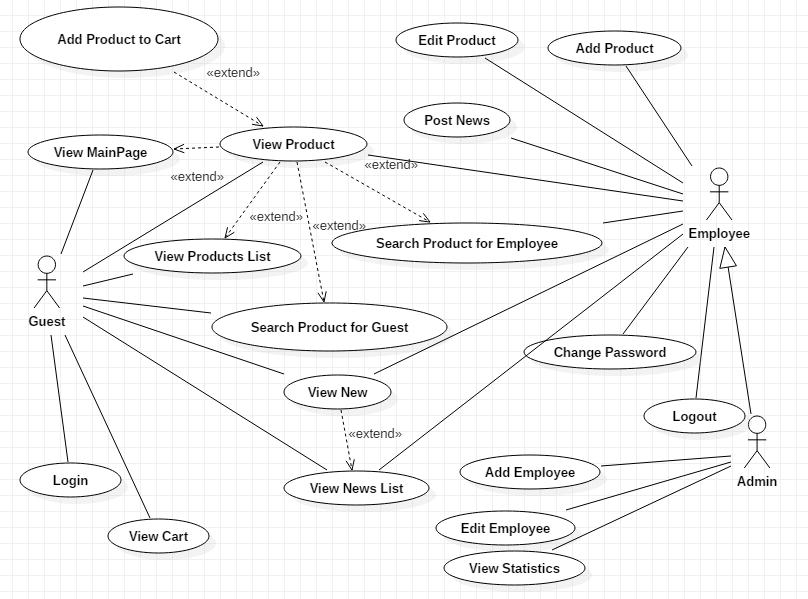 Add Product to Cart
Edit Product
Add Product
«extend»
Post News
View Product
View MainPage
«extend»
«extend»
«extend»
«extend»
Employee
Search Product for Employee
View Products List
Guest
Search Product for Guest
Change Password
View New
Logout
«extend»
Add Employee
Login
Admin
View News List
Edit Employee
View Cart
View Statistics